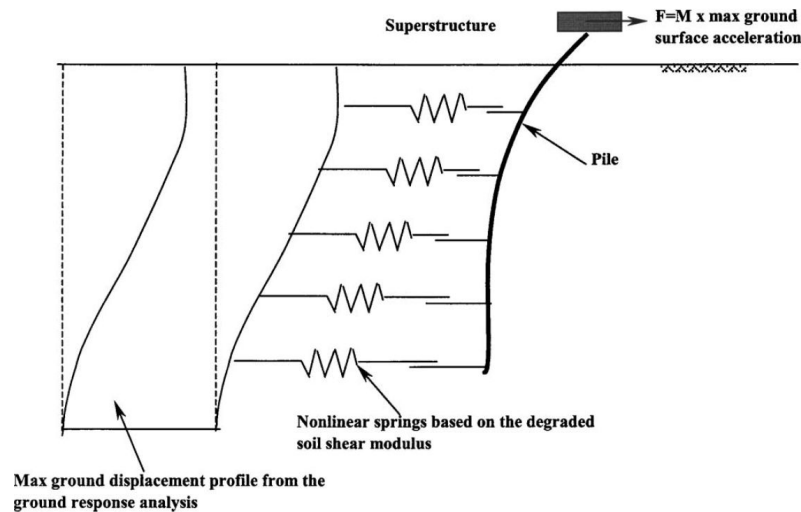 Superstructure
F=M x max ground
surface acceleration
Pile
Nonlinear springs based on the degraded
soil shear modulus
Max ground displacement profile from the
ground response analysis